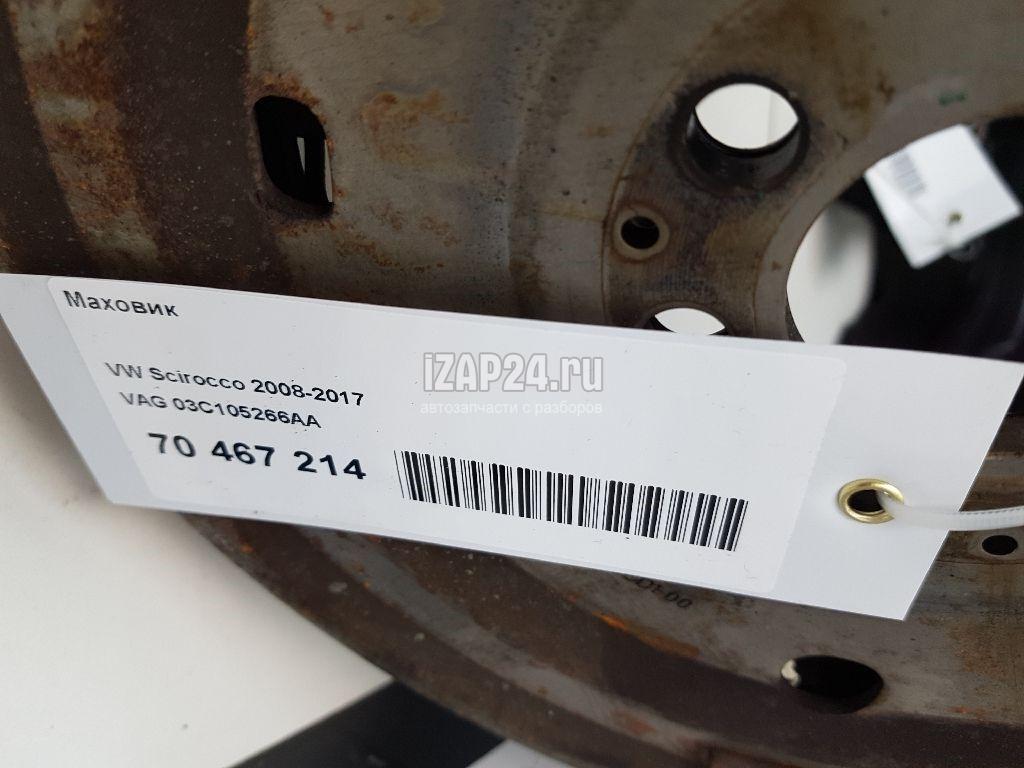 Маховик
VW Scirocco 2008-2017
VAG 03C105266AA
70 467 214
iZAP24.ru
автозапчасти с разборов